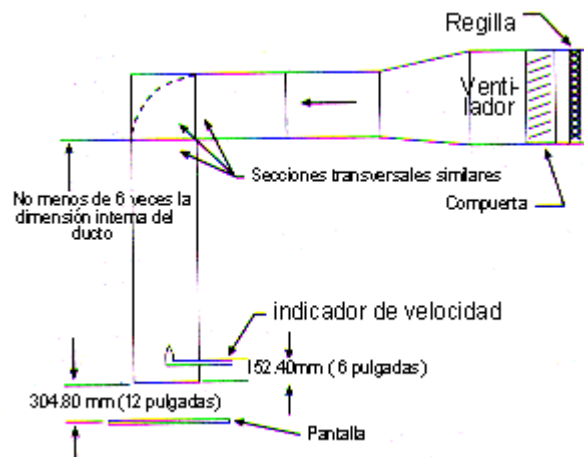 Regilla
Venti-
lador
Secciones transversales similares
No menos de 6 veces la
dimensión interna del
ducto
Compuerta
indicador de velocidad
152.40mm ( 6 pulgadas)
304.80 mm (12 pulgadas)
Pantalla